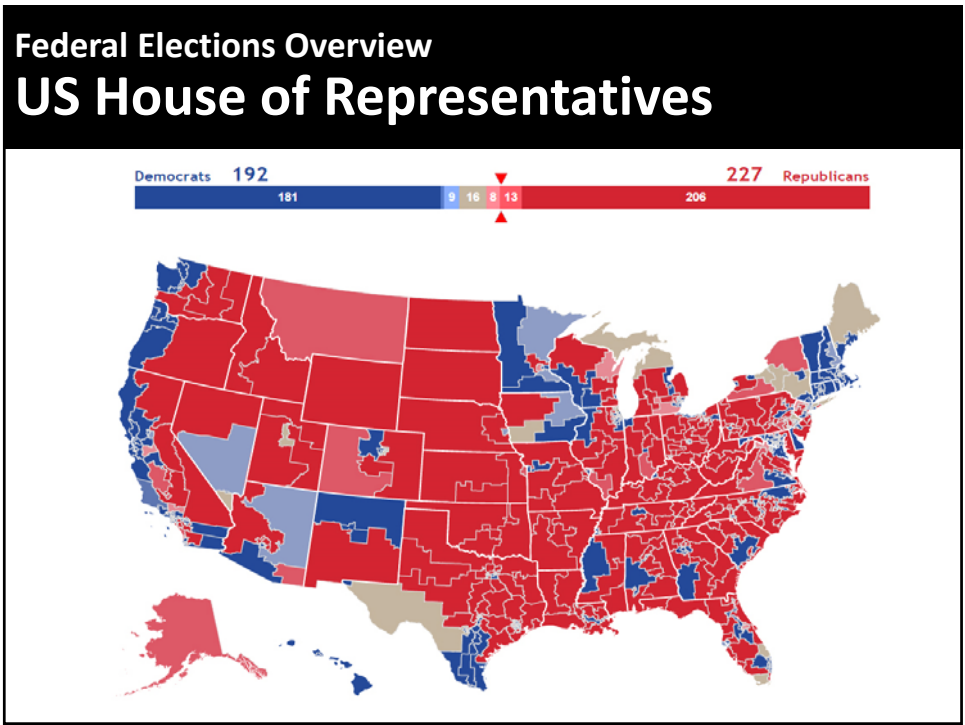 Federal Elections Overview
US House of Representatives
Democrats 192 227 Republicans
181 9 16 8 13 206